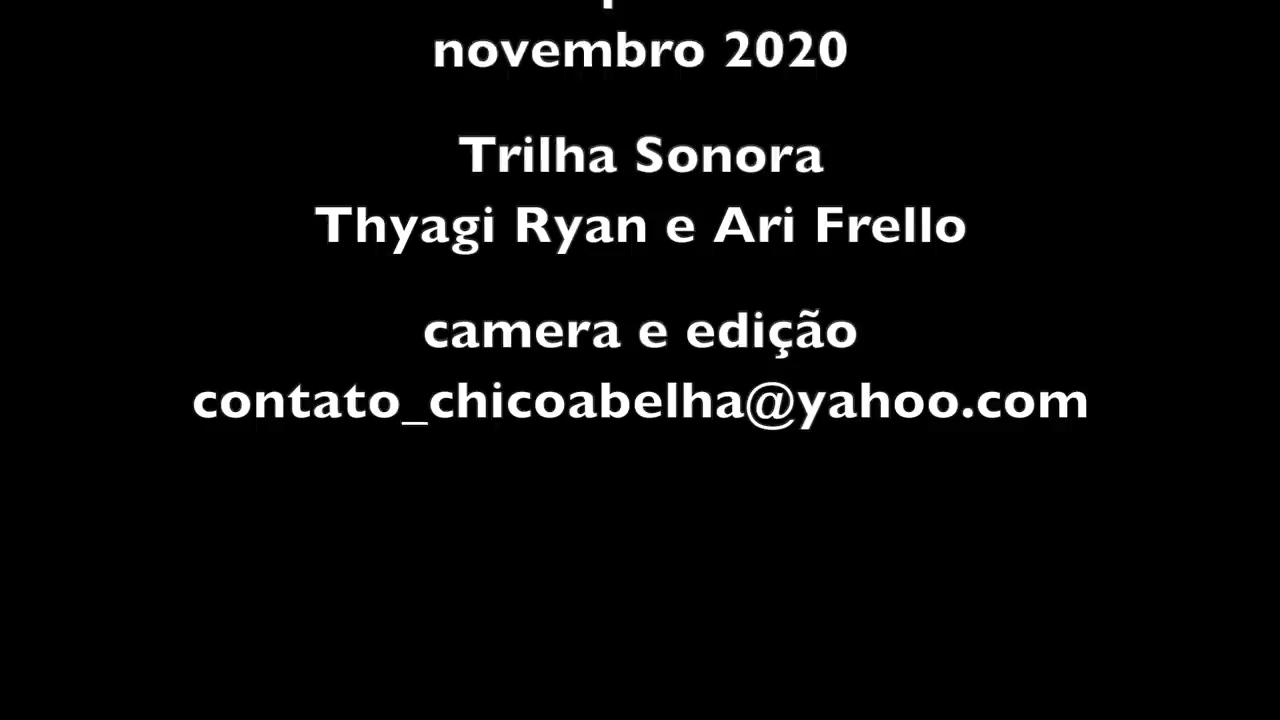 novembro 2020
Trilha Sonora
Thyagi Ryan e Ari Frello
camera e edição
contato_chicoabelha@yahoo.com